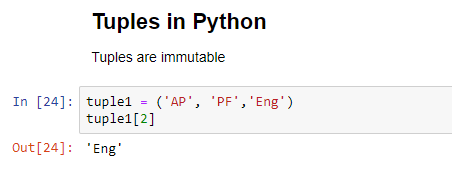 Tuples in Python
Tuples are immutable
In [24]: tuple1 = ('AP', 'PF','Eng')
tuple1[2]
Out[24]: 'Eng'